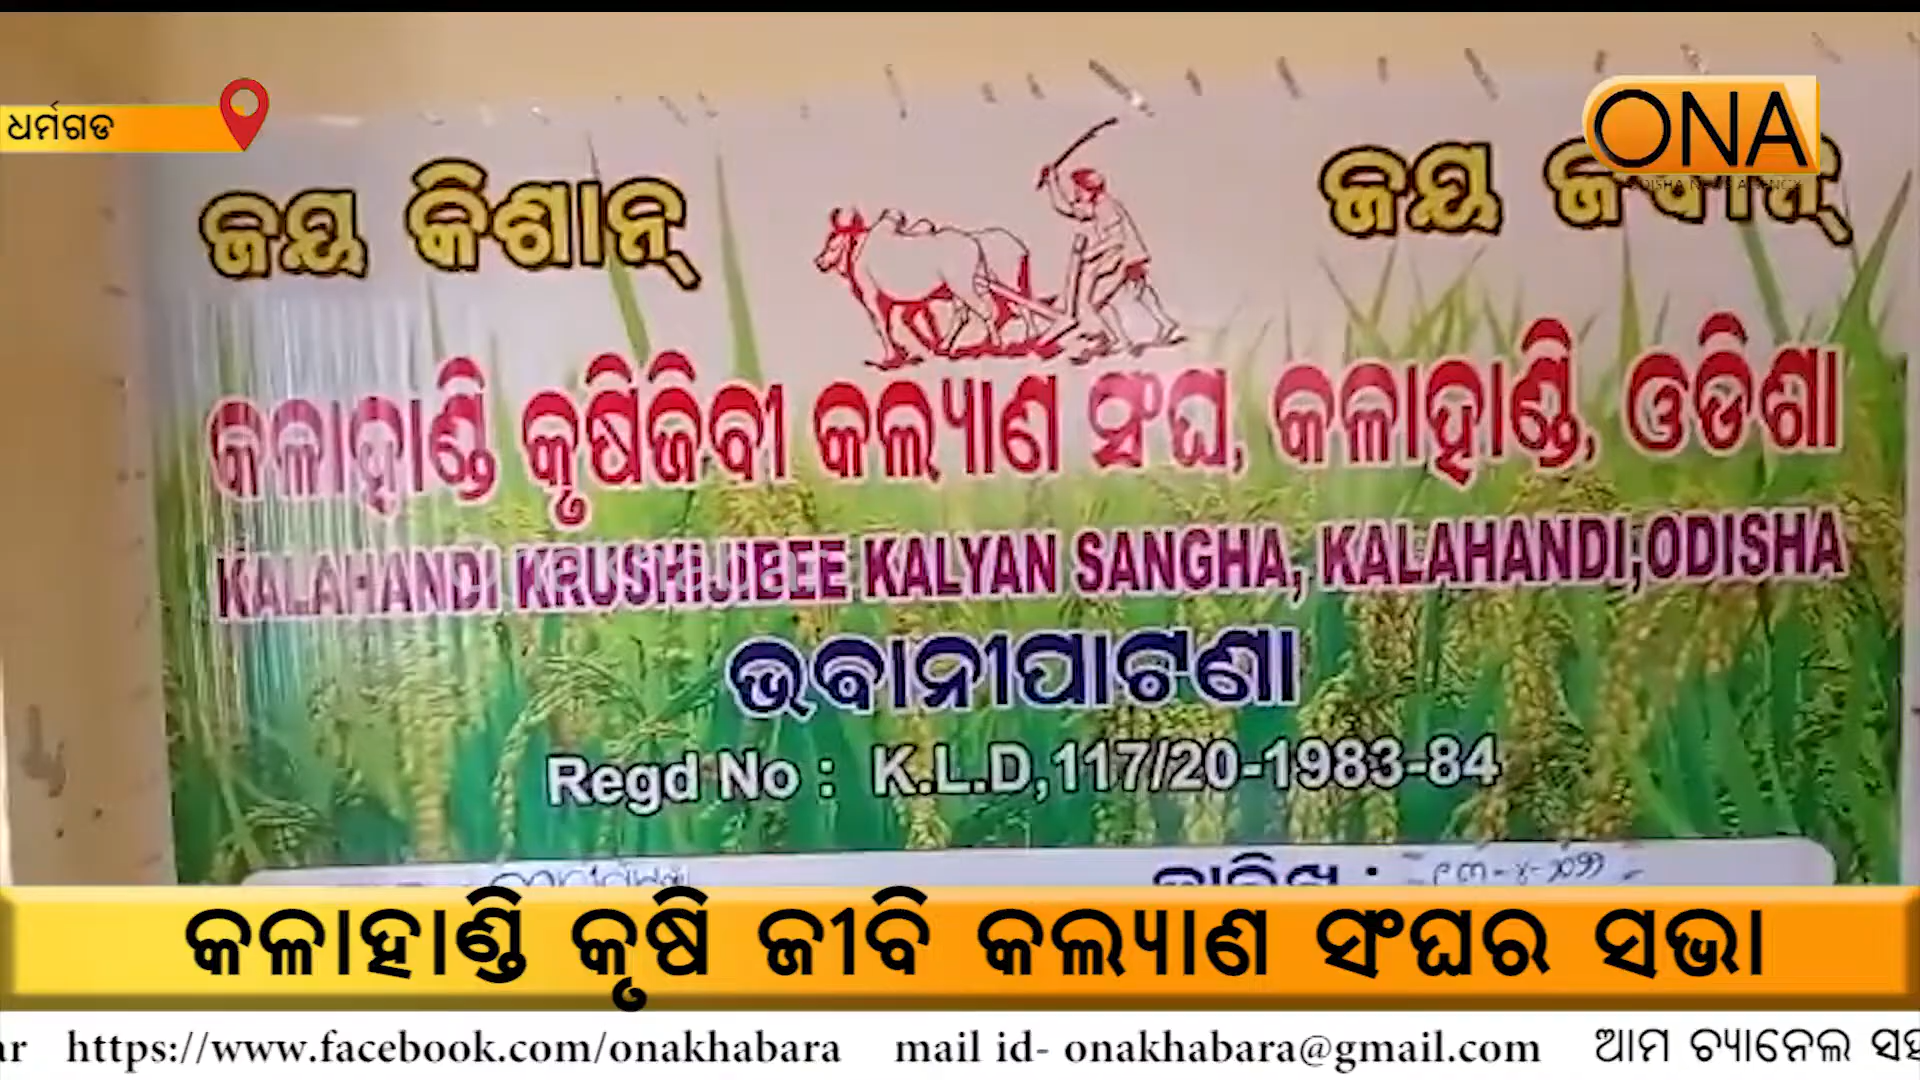 ଧର୍ମଗଡ
ONA
ଜୟ କିଶାନ୍ ଜୟ
କଳାହାଣ୍ଡି କୃଷିଜିବୀ କଲ୍ୟାଣ ସଂଘ, କଳାହାଣ୍ଡି, ଓଡିଶା
KALAHANDI KRUSHIJIBEE KALYAN SANGHA, KALAHANDI,ODISHA
ଭବାନୀପାଟଣା
Regd No : K.L.D,117/20-1983-84
କଳାହାଣ୍ଡି କୃଷି ଜୀବି କଲ୍ୟାଣ ସଂଘର ସଭା
ar https://www.facebook.com/onakhabara mail id- onakhabara@gmail.com ଆମ ଚ୍ୟାନେଲ